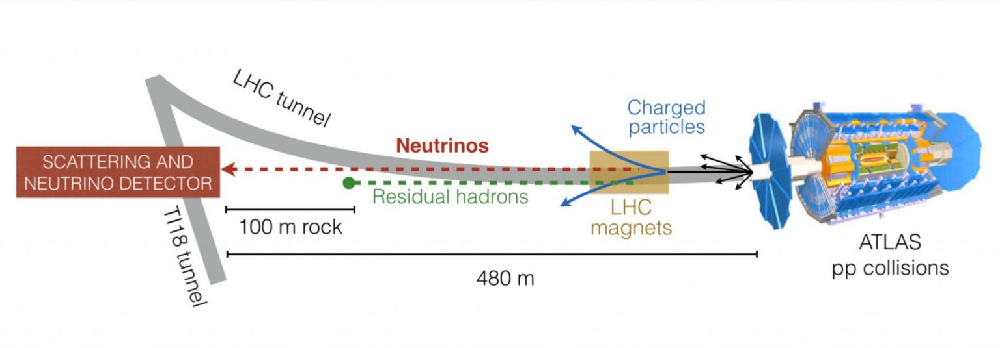 LHC tunnel
Charged
particles
Neutrinos
SCATTERING AND
NEUTRINO DETECTOR
Residual hadrons
LHC
magnets
100 m rock
TI18 tunnel
480 m
ATLAS
pp collisions